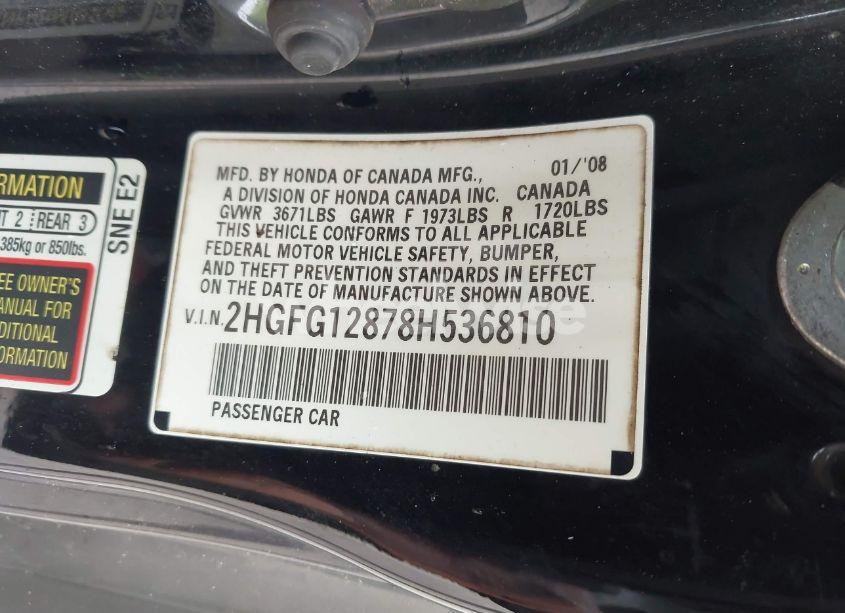 MFD. BY HONDA OF CANADA MFG., 01/'08
A DIVISION OF HONDA CANADA INC. CANADA
GVWR 3671LBS GAWR F 1973LBS R 1720LBS
THIS VEHICLE CONFORMS TO ALL APPLICABLE
FEDERAL MOTOR VEHICLE SAFETY, BUMPER,
AND THEFT PREVENTION STANDARDS IN EFFECT
ON THE DATE OF MANUFACTURE SHOWN ABOVE.
V.I.N. 2HGFG12878H536810
PASSENGER CAR
RMATION
2 REAR 3
385kg or 850lbs.
EE OWNER'S
ANUAL FOR
DITIONAL
FORMATION
SNE E2